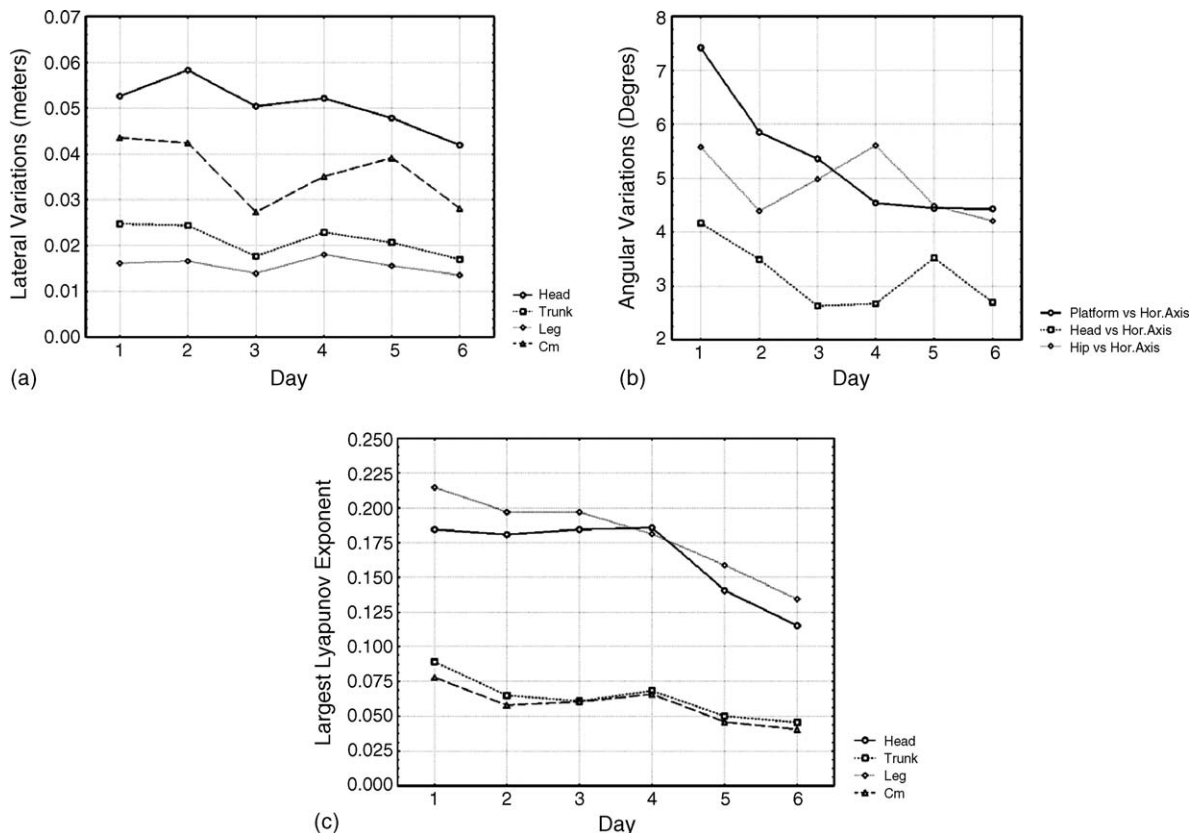 Lateral Variations (meters)
0.07
0.06
0.05
0.04
0.03
0.02
0.01
0.00
1 2 3 4 5 6
Day
Head
Trunk
Leg
Cm
(a)
Angular Variations (Degres)
8
7
6
5
4
3
2
1 2 3 4 5 6
Day
Platform vs Hor.Axis
Head vs Hor.Axis
Hip vs Hor.Axis
(b)
Largest Lyapunov Exponent
0.250
0.225
0.200
0.175
0.150
0.125
0.100
0.075
0.050
0.025
0.000
1 2 3 4 5 6
Day
Head
Trunk
Leg
Cm
(c)